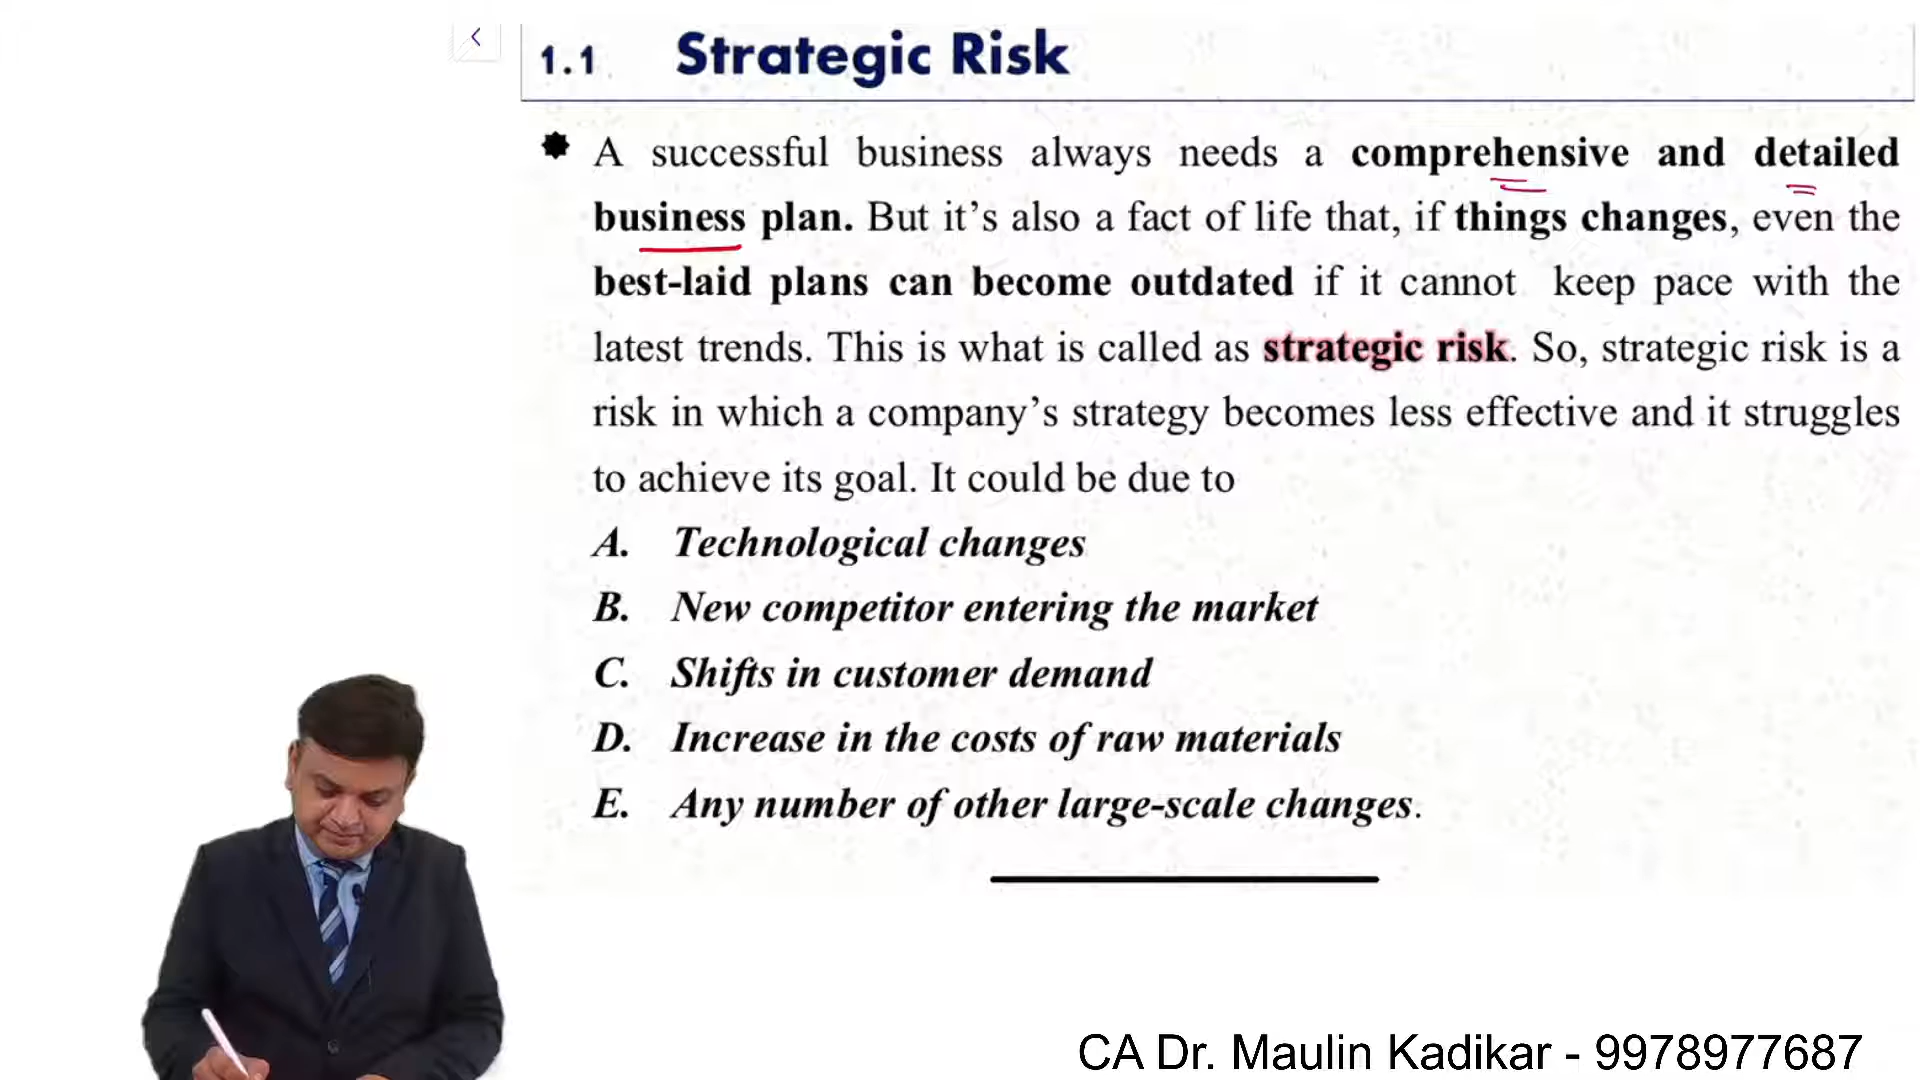 1.1 Strategic Risk
A successful business always needs a comprehensive and detailed
business plan. But it’s also a fact of life that, if things changes, even the
best-laid plans can become outdated if it cannot keep pace with the
latest trends. This is what is called as strategic risk. So, strategic risk is a
risk in which a company’s strategy becomes less effective and it struggles
to achieve its goal. It could be due to
A. Technological changes
B. New competitor entering the market
C. Shifts in customer demand
D. Increase in the costs of raw materials
E. Any number of other large-scale changes.
CA Dr. Maulin Kadikar - 9978977687